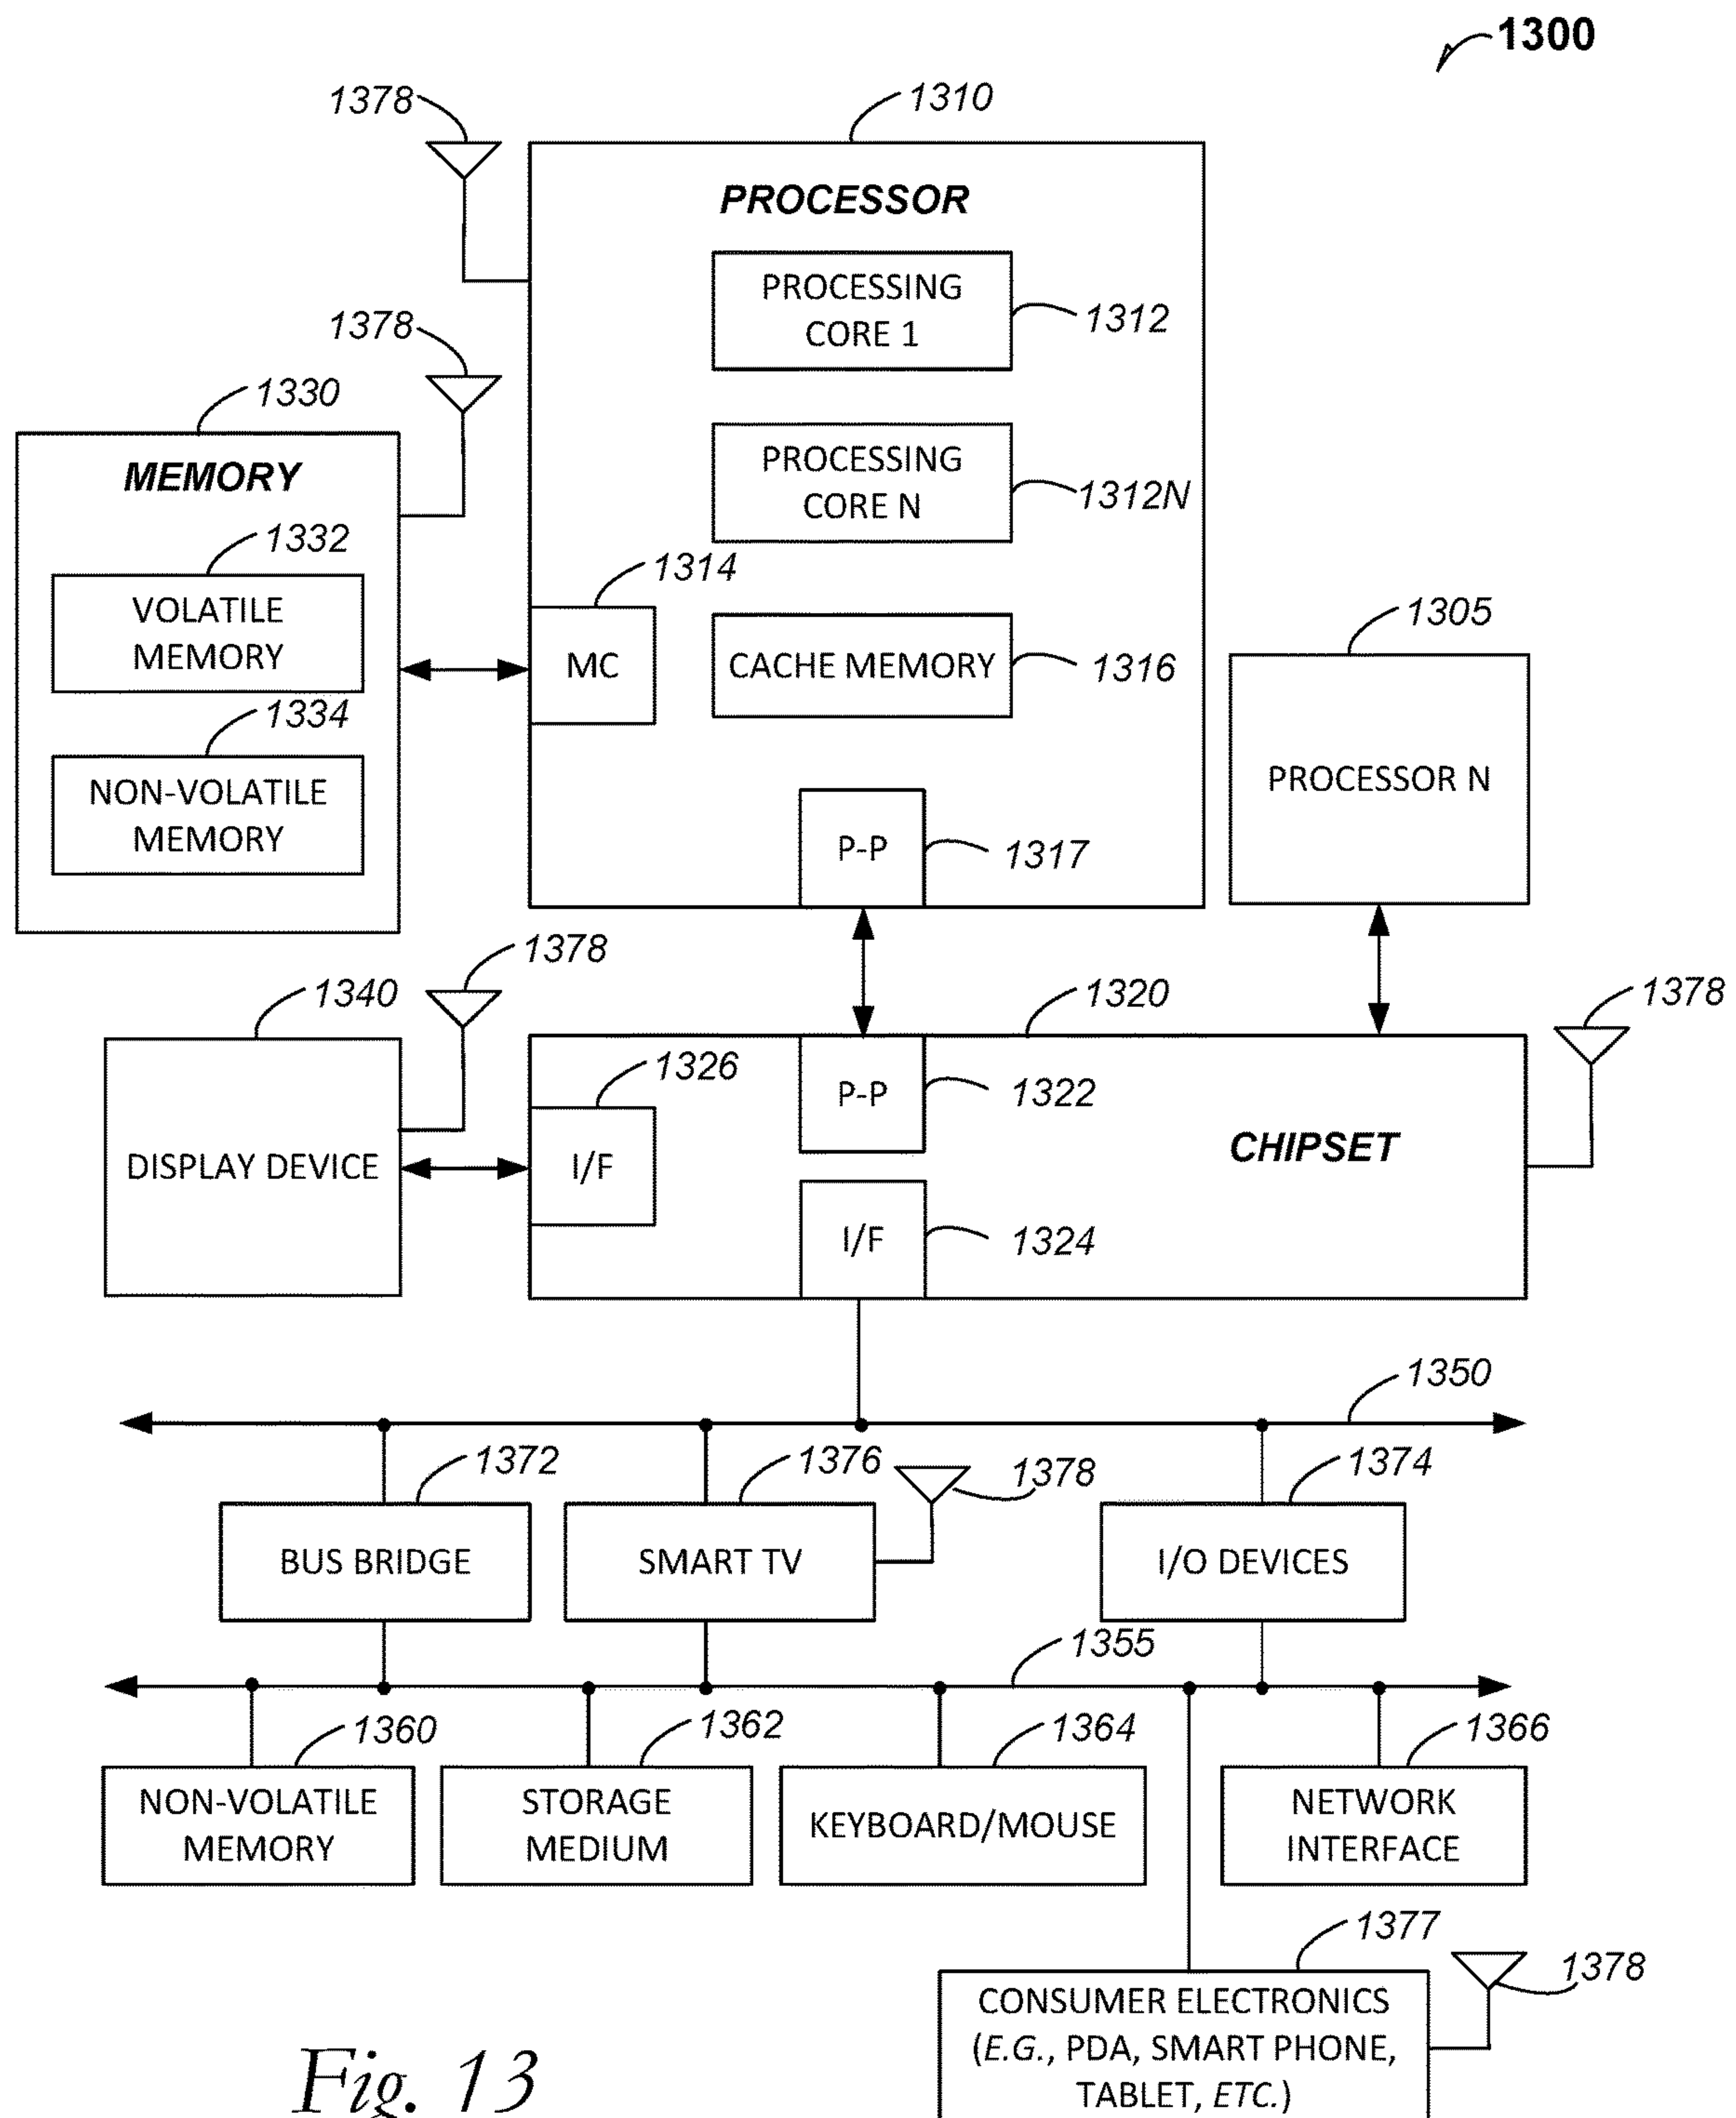 1300
1378
1310
PROCESSOR
PROCESSING
CORE 1
1312
1378
1330
MEMORY
PROCESSING
CORE N
1312N
1332
VOLATILE
MEMORY
1314
MC
CACHE MEMORY
1316
1305
PROCESSOR N
1334
NON-VOLATILE
MEMORY
P-P
1317
1378
1340
DISPLAY DEVICE
1320
1378
1326
I/F
P-P
1322
CHIPSET
I/F
1324
1350
1372
BUS BRIDGE
1376
SMART TV
1378
1374
I/O DEVICES
1355
1360
NON-VOLATILE
MEMORY
1362
STORAGE
MEDIUM
1364
KEYBOARD/MOUSE
1366
NETWORK
INTERFACE
1377
CONSUMER ELECTRONICS
(E.G., PDA, SMART PHONE,
TABLET, ETC.)
1378
Fig. 13